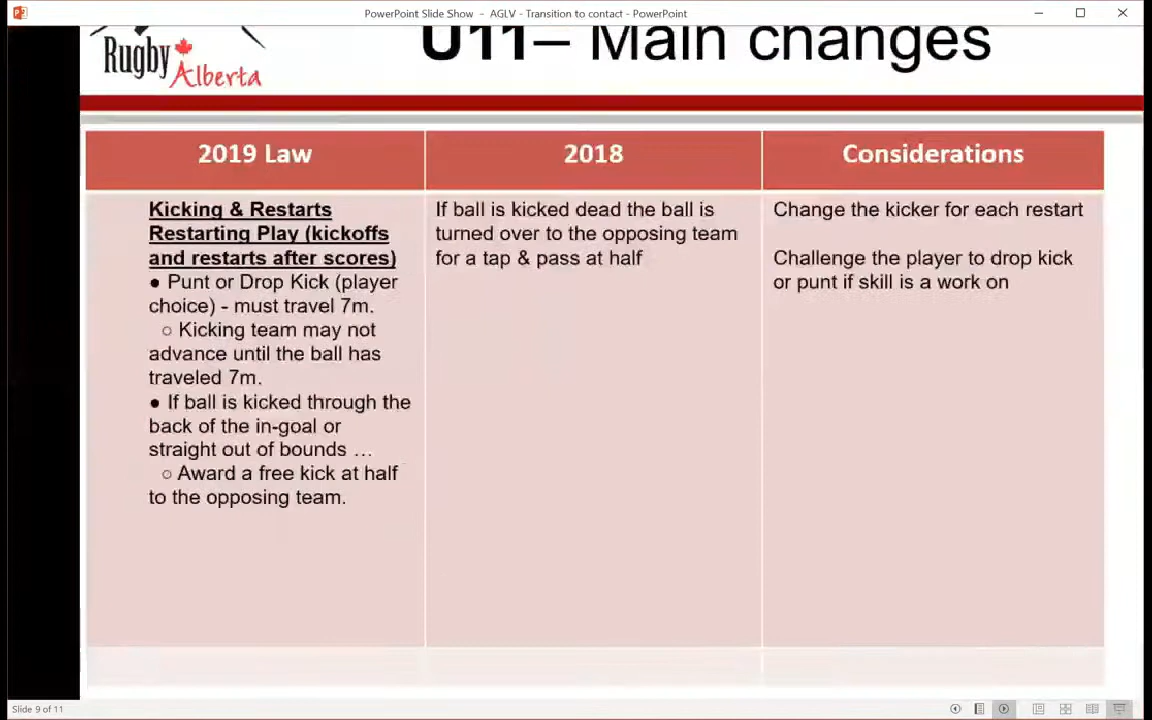 PowerPoint Slide Show - AGLV - Transition to contact - PowerPoint
Rugby
Alberta
U11– Main changes
2019 Law
2018
Considerations
Kicking & Restarts
Restarting Play (kickoffs
and restarts after scores)
● Punt or Drop Kick (player
choice) - must travel 7m.
○ Kicking team may not
advance until the ball has
traveled 7m.
● If ball is kicked through the
back of the in-goal or
straight out of bounds …
○ Award a free kick at half
to the opposing team.
If ball is kicked dead the ball is
turned over to the opposing team
for a tap & pass at half
Change the kicker for each restart
Challenge the player to drop kick
or punt if skill is a work on
Slide 9 of 11